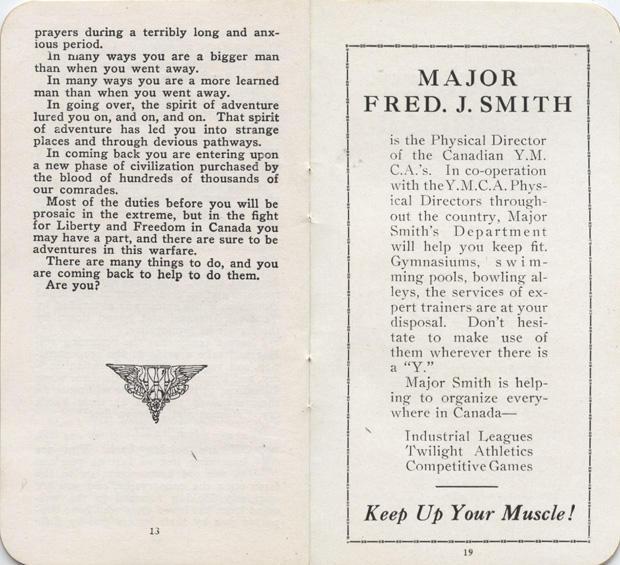 prayers during a terribly long and anx-
ious period.
In many ways you are a bigger man
than when you went away.
In many ways you are a more learned
man than when you went away.
In going over, the spirit of adventure
lured you on, and on, and on. That spirit
of adventure has led you into strange
places and through devious pathways.
In coming back you are entering upon
a new phase of civilization purchased by
the blood of hundreds of thousands of
our comrades.
Most of the duties before you will be
prosaic in the extreme, but in the fight
for Liberty and Freedom in Canada you
may have a part, and there are sure to be
adventures in this warfare.
There are many things to do, and you
are coming back to help to do them.
Are you?
13
MAJOR
FRED. J. SMITH
is the Physical Director
of the Canadian Y.M.
C.A.'s. In co-operation
with the Y.M.C.A. Phys-
ical Directors through-
out the country, Major
Smith's Department
will help you keep fit.
Gymnasiums, swim-
ming pools, bowling al-
leys, the services of ex-
pert trainers are at your
disposal. Don't hesi-
tate to make use of
them wherever there is
a "Y."
Major Smith is help-
ing to organize every-
where in Canada—
Industrial Leagues
Twilight Athletics
Competitive Games
Keep Up Your Muscle!
19